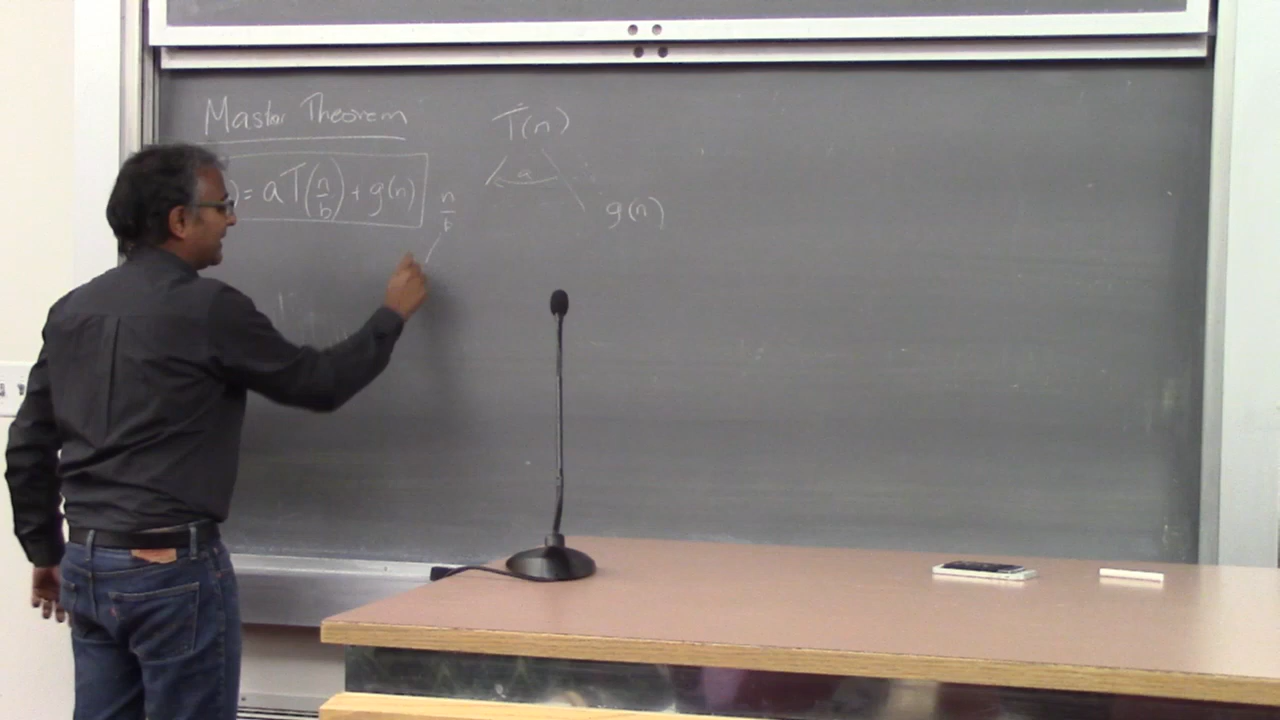 Master Theorem
) = aT(n/b) + g(n)
T(n)
a
n/b
g(n)